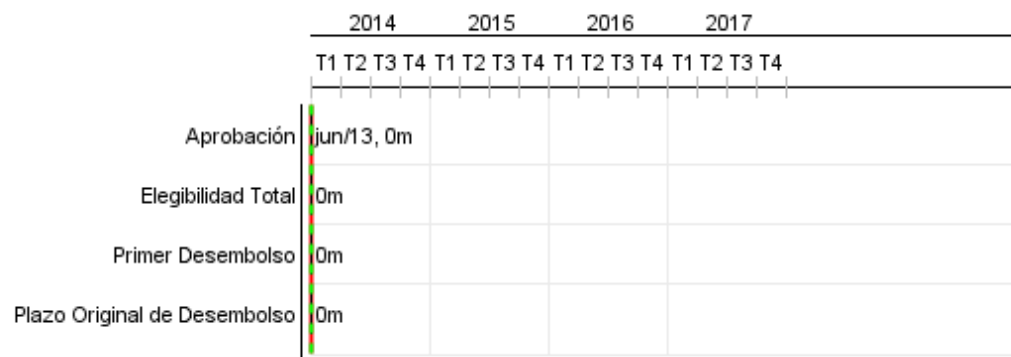 2014 2015 2016 2017
T1 T2 T3 T4 T1 T2 T3 T4 T1 T2 T3 T4 T1 T2 T3 T4
Aprobación jun/13, 0m
Elegibilidad Total 0m
Primer Desembolso 0m
Plazo Original de Desembolso 0m